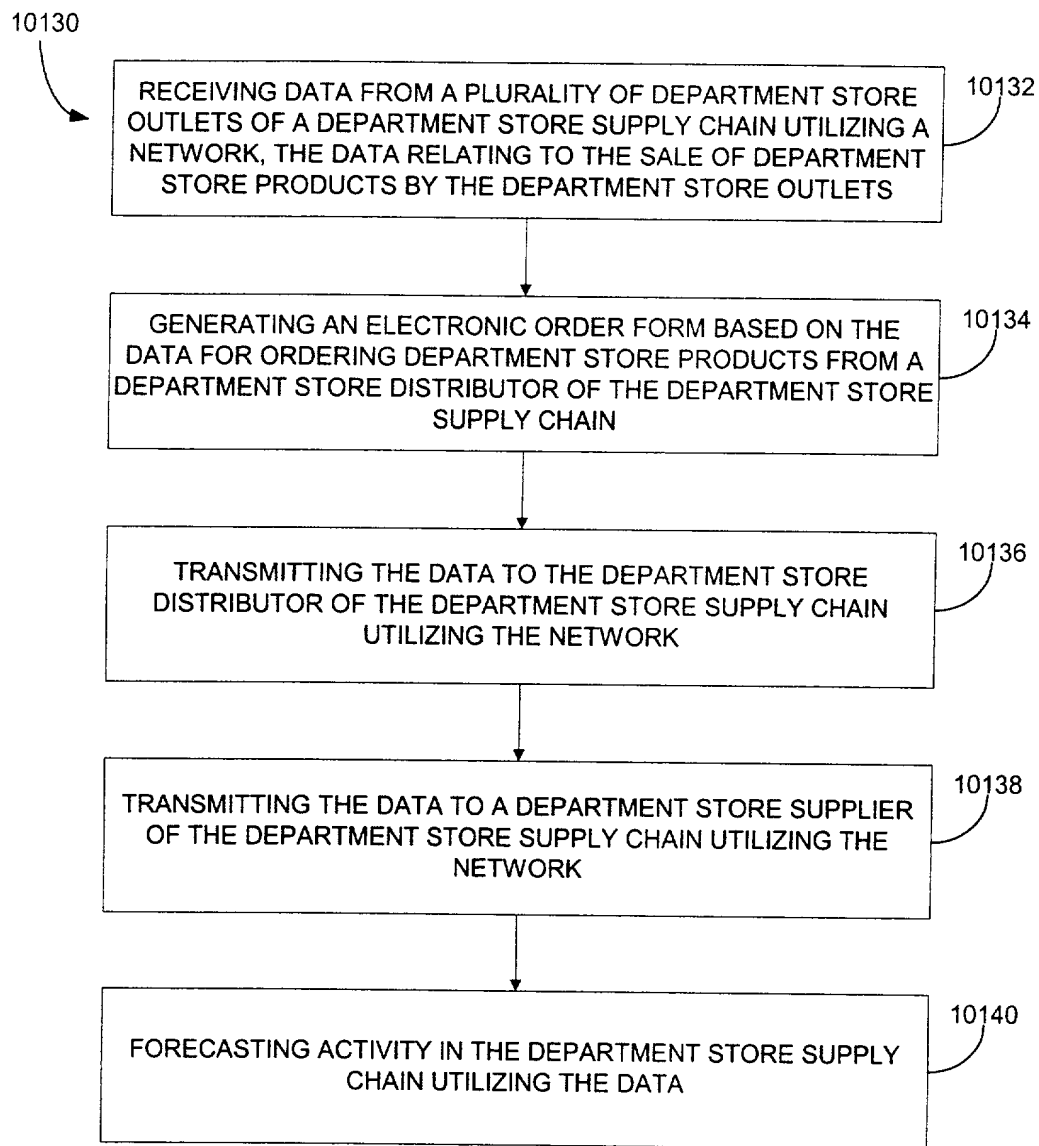 10130
10132
RECEIVING DATA FROM A PLURALITY OF DEPARTMENT STORE
OUTLETS OF A DEPARTMENT STORE SUPPLY CHAIN UTILIZING A
NETWORK, THE DATA RELATING TO THE SALE OF DEPARTMENT
STORE PRODUCTS BY THE DEPARTMENT STORE OUTLETS
10134
GENERATING AN ELECTRONIC ORDER FORM BASED ON THE
DATA FOR ORDERING DEPARTMENT STORE PRODUCTS FROM A
DEPARTMENT STORE DISTRIBUTOR OF THE DEPARTMENT STORE
SUPPLY CHAIN
10136
TRANSMITTING THE DATA TO THE DEPARTMENT STORE
DISTRIBUTOR OF THE DEPARTMENT STORE SUPPLY CHAIN
UTILIZING THE NETWORK
10138
TRANSMITTING THE DATA TO A DEPARTMENT STORE SUPPLIER
OF THE DEPARTMENT STORE SUPPLY CHAIN UTILIZING THE
NETWORK
10140
FORECASTING ACTIVITY IN THE DEPARTMENT STORE SUPPLY
CHAIN UTILIZING THE DATA